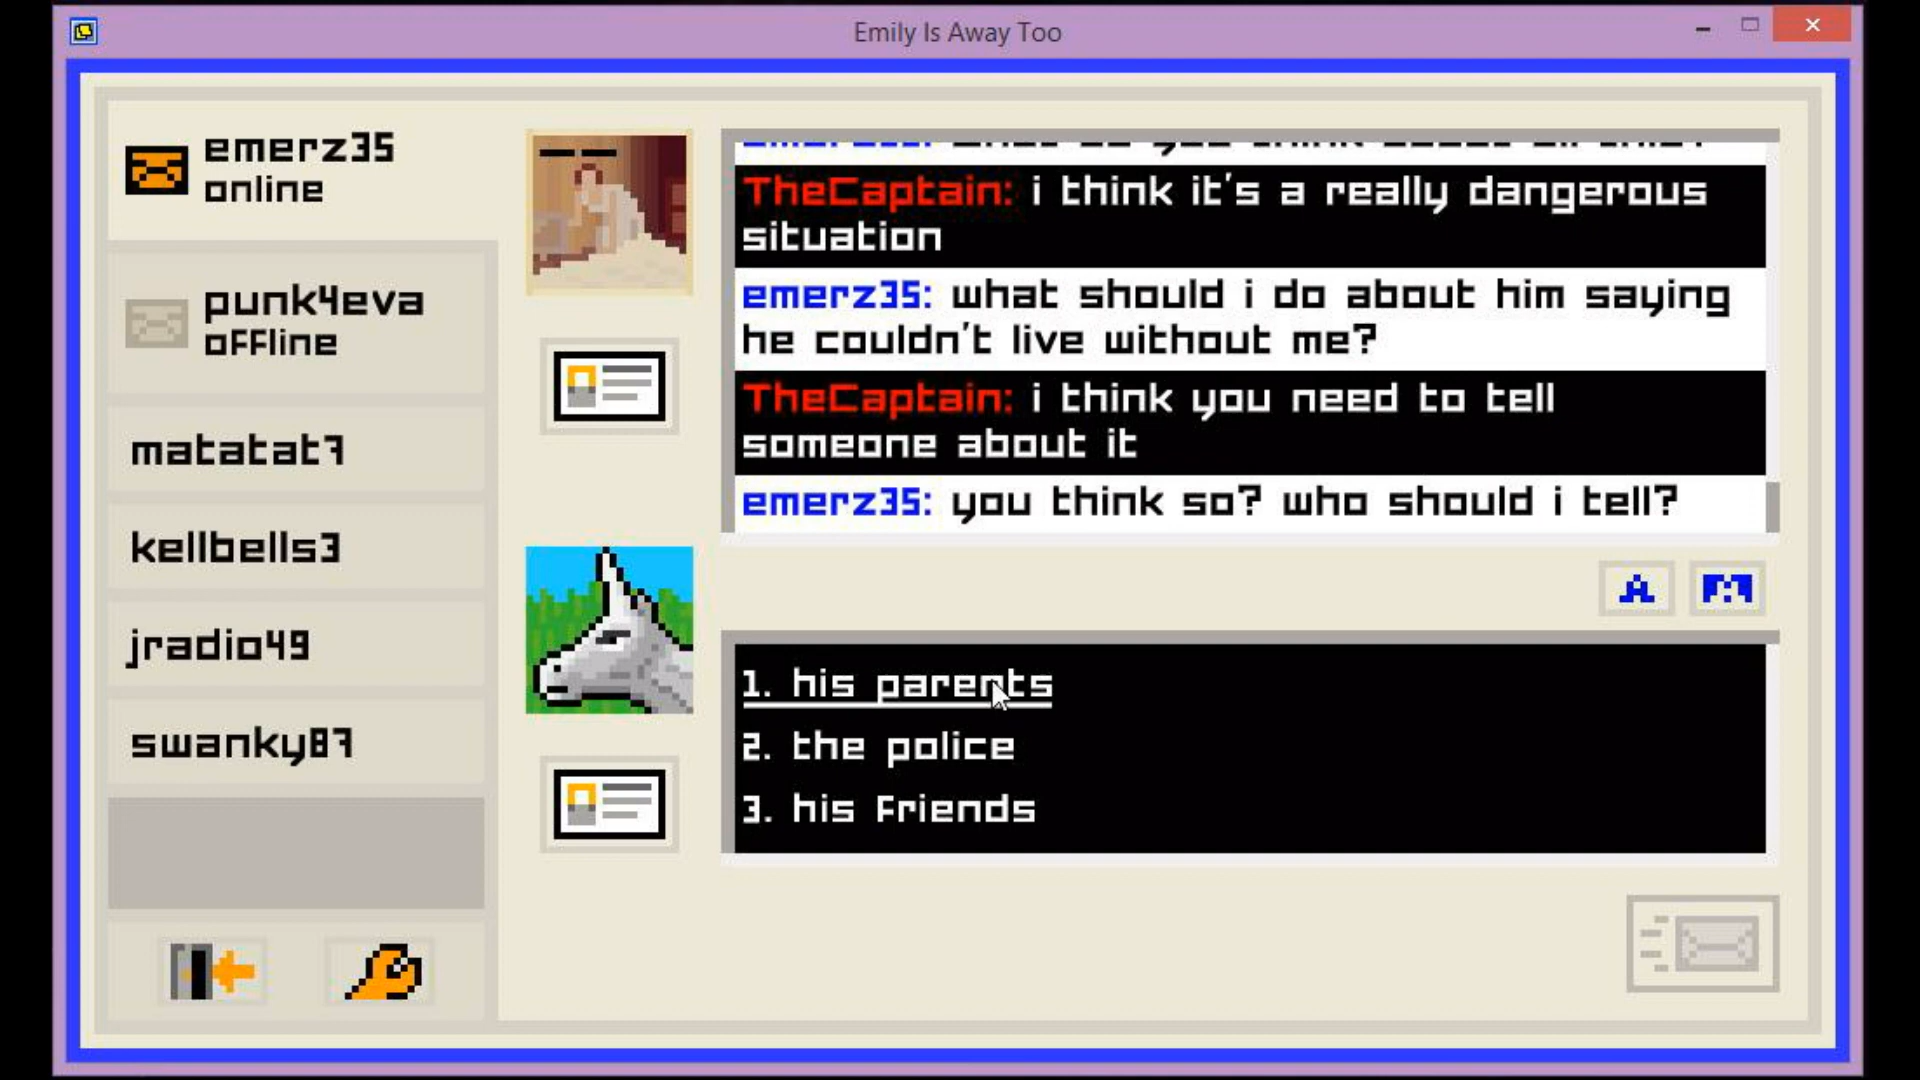 Emily Is Away Too
emerz35
online
punk4eva
offline
matatat7
kellbells3
jradio49
swanky87
TheCaptain: i think it's a really dangerous
situation
emerz35: what should i do about him saying
he couldn't live without me?
TheCaptain: i think you need to tell
someone about it
emerz35: you think so? who should i tell?
A
1. his parents
2. the police
3. his friends